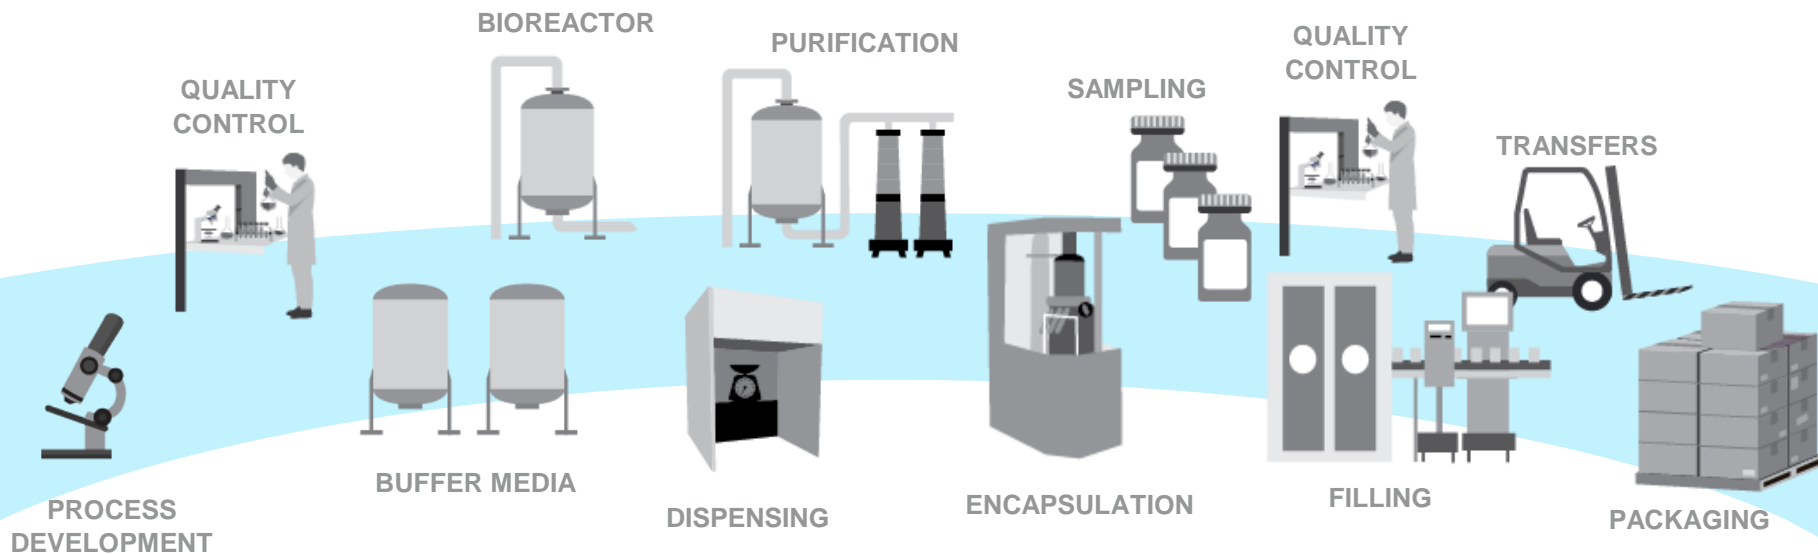 PROCESS
DEVELOPMENT
QUALITY
CONTROL
BUFFER MEDIA
BIOREACTOR
DISPENSING
PURIFICATION
ENCAPSULATION
SAMPLING
QUALITY
CONTROL
FILLING
TRANSFERS
PACKAGING